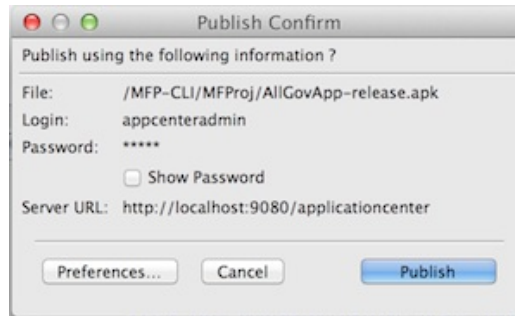 Publish Confirm
Publish using the following information ?
File: /MFP-CLI/MFProj/AllGovApp-release.apk
Login: appcenteradmin
Password: *****
Show Password
Server URL: http://localhost:9080/applicationcenter
Preferences... Cancel Publish